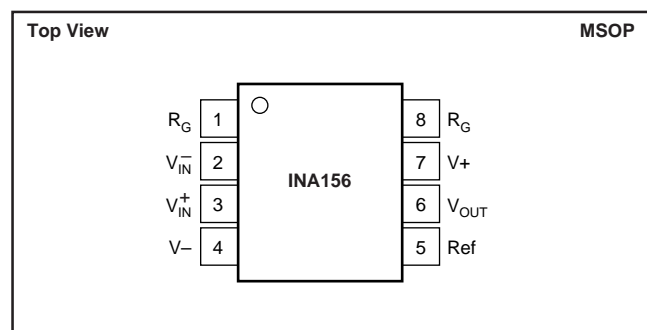 Top View MSOP
R_G 1 8 R_G
V_IN^– 2 7 V+
INA156
V_IN^+ 3 6 V_OUT
V– 4 5 Ref